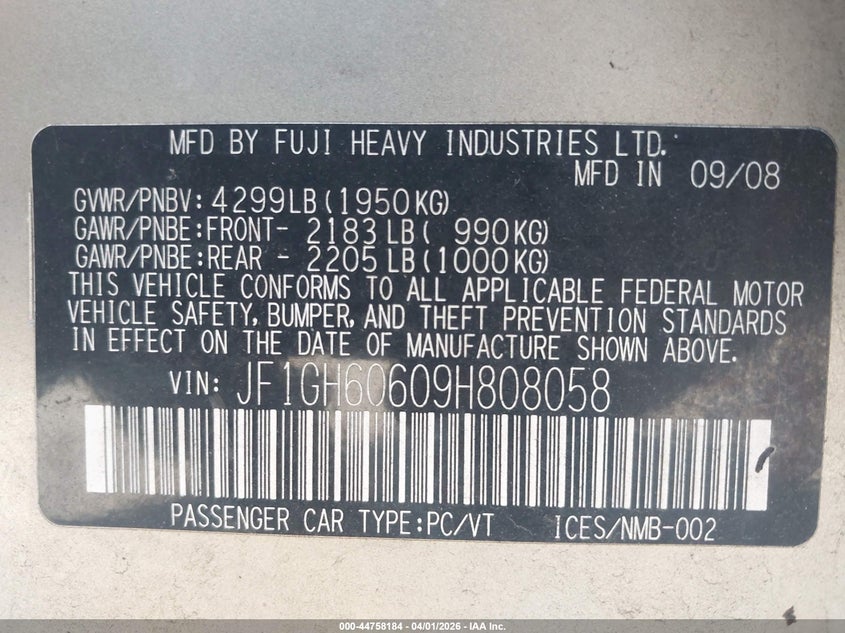 MFD BY FUJI HEAVY INDUSTRIES LTD.
MFD IN 09/08
GVWR/PNBV: 4299LB(1950KG)
GAWR/PNBE:FRONT- 2183LB( 990KG)
GAWR/PNBE:REAR - 2205LB(1000KG)
THIS VEHICLE CONFORMS TO ALL APPLICABLE FEDERAL MOTOR
VEHICLE SAFETY, BUMPER, AND THEFT PREVENTION STANDARDS
IN EFFECT ON THE DATE OF MANUFACTURE SHOWN ABOVE.
VIN: JF1GH60609H808058
PASSENGER CAR TYPE:PC/VT ICES/NMB-002
000-44758184 - 04/01/2026 - IAA Inc.